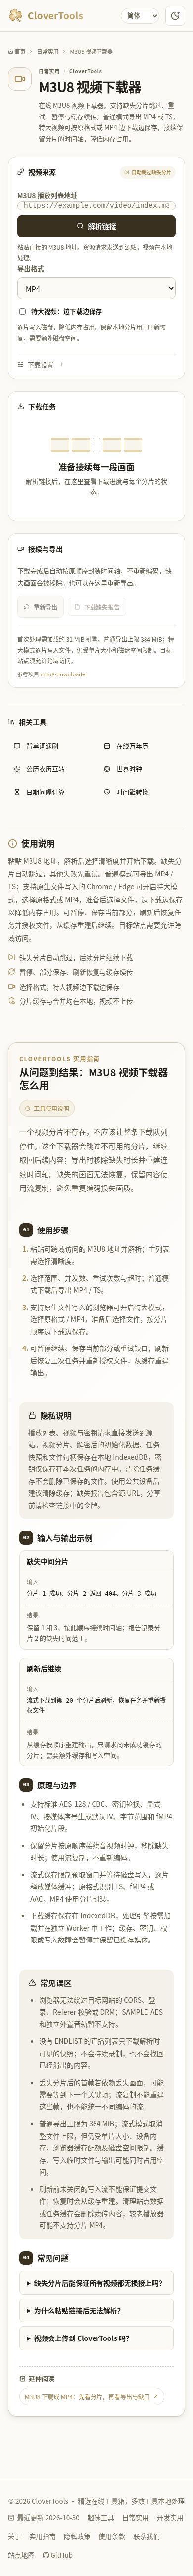 CloverTools
简体
首页 > 日常实用 > M3U8 视频下载器
日常实用 / CloverTools
M3U8 视频下载器
在线 M3U8 视频下载器，支持缺失分片跳过、重
试、暂停与缓存续传。普通模式导出 MP4 或 TS，
特大视频可按原格式或 MP4 边下载边保存，接续保
留分片的时间轴，降低内存占用。
视频来源
自动跳过缺失分片
M3U8 播放列表地址
https://example.com/video/index.m3
解析链接
粘贴直接的 M3U8 地址。资源请求发送到源站，视频在本地
处理。
导出格式
MP4
特大视频：边下载边保存
逐片写入磁盘，降低内存占用。保留本地分片用于刷新恢
复，需要额外磁盘空间。
下载设置 +
下载任务
准备接续每一段画面
解析链接后，在这里查看下载进度与每个分片的状
态。
接续与导出
下载完成后自动按原顺序封装时间轴，不重新编码，缺
失画面会被移除。也可以在这里重新导出。
重新导出
下载缺失报告
首次处理需加载约 31 MiB 引擎。普通导出上限 384 MiB；特
大模式逐片写入文件，仍受单片大小和磁盘空间限制。目标
站点须允许跨域访问。
参考项目 m3u8-downloader
相关工具
背单词速刷
在线万年历
公历农历互转
世界时钟
日期间隔计算
时间戳转换
使用说明
粘贴 M3U8 地址，解析后选择清晰度并开始下载。缺失分
片自动跳过，其他失败先重试。普通模式可导出 MP4 /
TS；支持原生文件写入的 Chrome / Edge 可开启特大模
式，选择原格式或 MP4，准备后选择文件，边下载边保存
以降低内存占用。可暂停、保存当前部分，或刷新后恢复任
务并授权原文件，从缓存重建后继续。目标站点需要允许跨
域访问。
缺失分片自动跳过，后续分片继续下载
暂停、部分保存、刷新恢复与缓存续传
选择格式，特大视频边下载边保存
分片缓存与合并均在本地，视频不上传
CLOVERTOOLS 实用指南
从问题到结果：M3U8 视频下载器
怎么用
工具使用说明
一个视频分片不存在，不应该让整条下载队列
停住。这个下载器会跳过不可用的分片，继续
取回后续内容；导出时移除缺失时长并重建连
续时间轴。缺失的画面无法恢复，保留内容使
用流复制，避免重复编码损失画质。
01 使用步骤
1. 粘贴可跨域访问的 M3U8 地址并解析；主列表
需选择清晰度。
2. 选择范围、并发数、重试次数与超时；普通模
式下载后导出 MP4 / TS。
3. 支持原生文件写入的浏览器可开启特大模式，
选择原格式 / MP4，准备后选择文件，按分片
顺序边下载边保存。
4. 可暂停继续、保存当前部分或重试缺口；刷新
后恢复上次任务并重新授权文件，从缓存重建
输出。
隐私说明
播放列表、视频与密钥请求直接发送到源
站。视频分片、解密后的初始化数据、任务
快照和文件句柄保存在本地 IndexedDB，密
钥仅保存在本次任务的内存中。清除任务缓
存不会删除已保存的文件。使用公共设备后
建议清除缓存；缺失报告包含源 URL，分享
前请检查链接中的令牌。
02 输入与输出示例
缺失中间分片
输入
分片 1 成功、分片 2 返回 404、分片 3 成功
结果
保留 1 和 3，按此顺序接续时间轴；报告记录分
片 2 的缺失时间范围。
刷新后继续
输入
流式下载到第 20 个分片后刷新，恢复任务并重新授
权文件
结果
从缓存按顺序重建输出，只请求尚未成功缓存的
分片；需要额外缓存和写入空间。
03 原理与边界
• 支持标准 AES-128 / CBC、密钥轮换、显式
IV、按媒体序号生成默认 IV、字节范围和 fMP4
初始化片段。
• 保留分片按原顺序接续音视频时钟，移除缺失
时长；使用流复制，不重新编码。
• 流式保存限制预取窗口并等待磁盘写入，逐片
释放媒体缓冲；原格式识别 TS、fMP4 或
AAC，MP4 使用分片封装。
• 下载缓存保存在 IndexedDB，处理引擎按需加
载并在独立 Worker 中工作；缓存、密钥、权
限或写入故障会暂停并保留已缓存媒体。
常见误区
• 浏览器无法绕过目标网站的 CORS、登
录、Referer 校验或 DRM；SAMPLE-AES
和独立外置音轨暂不支持。
• 没有 ENDLIST 的直播列表只下载解析时
可见的快照；不会持续录制，也不会找回
已经滑出的内容。
• 丢失分片后的首帧若依赖丢失画面，可能
需要等到下一个关键帧；流复制不能重建
这些帧，也不能统一不同编码的流。
• 普通导出上限为 384 MiB；流式模式取消
整文件上限，但仍受单片大小、设备内
存、浏览器缓存配额及磁盘空间限制。缓
存、写入临时文件与输出可能同时占用空
间。
• 刷新前未关闭的写入流不能保证提交文
件；恢复时会从缓存重建。清理站点数据
或任务缓存会删除续传内容，较老播放器
可能不支持分片 MP4。
04 常见问题
▸ 缺失分片后能保证所有视频都无损接上吗？
▸ 为什么粘贴链接后无法解析？
▸ 视频会上传到 CloverTools 吗？
延伸阅读
M3U8 下载成 MP4：先看分片，再看导出与缺口 ↗
© 2026 CloverTools • 精选在线工具箱，多数工具本地处理
最近更新 2026-10-30 趣味工具 日常实用 开发实用
关于 实用指南 隐私政策 使用条款 联系我们
站点地图 GitHub